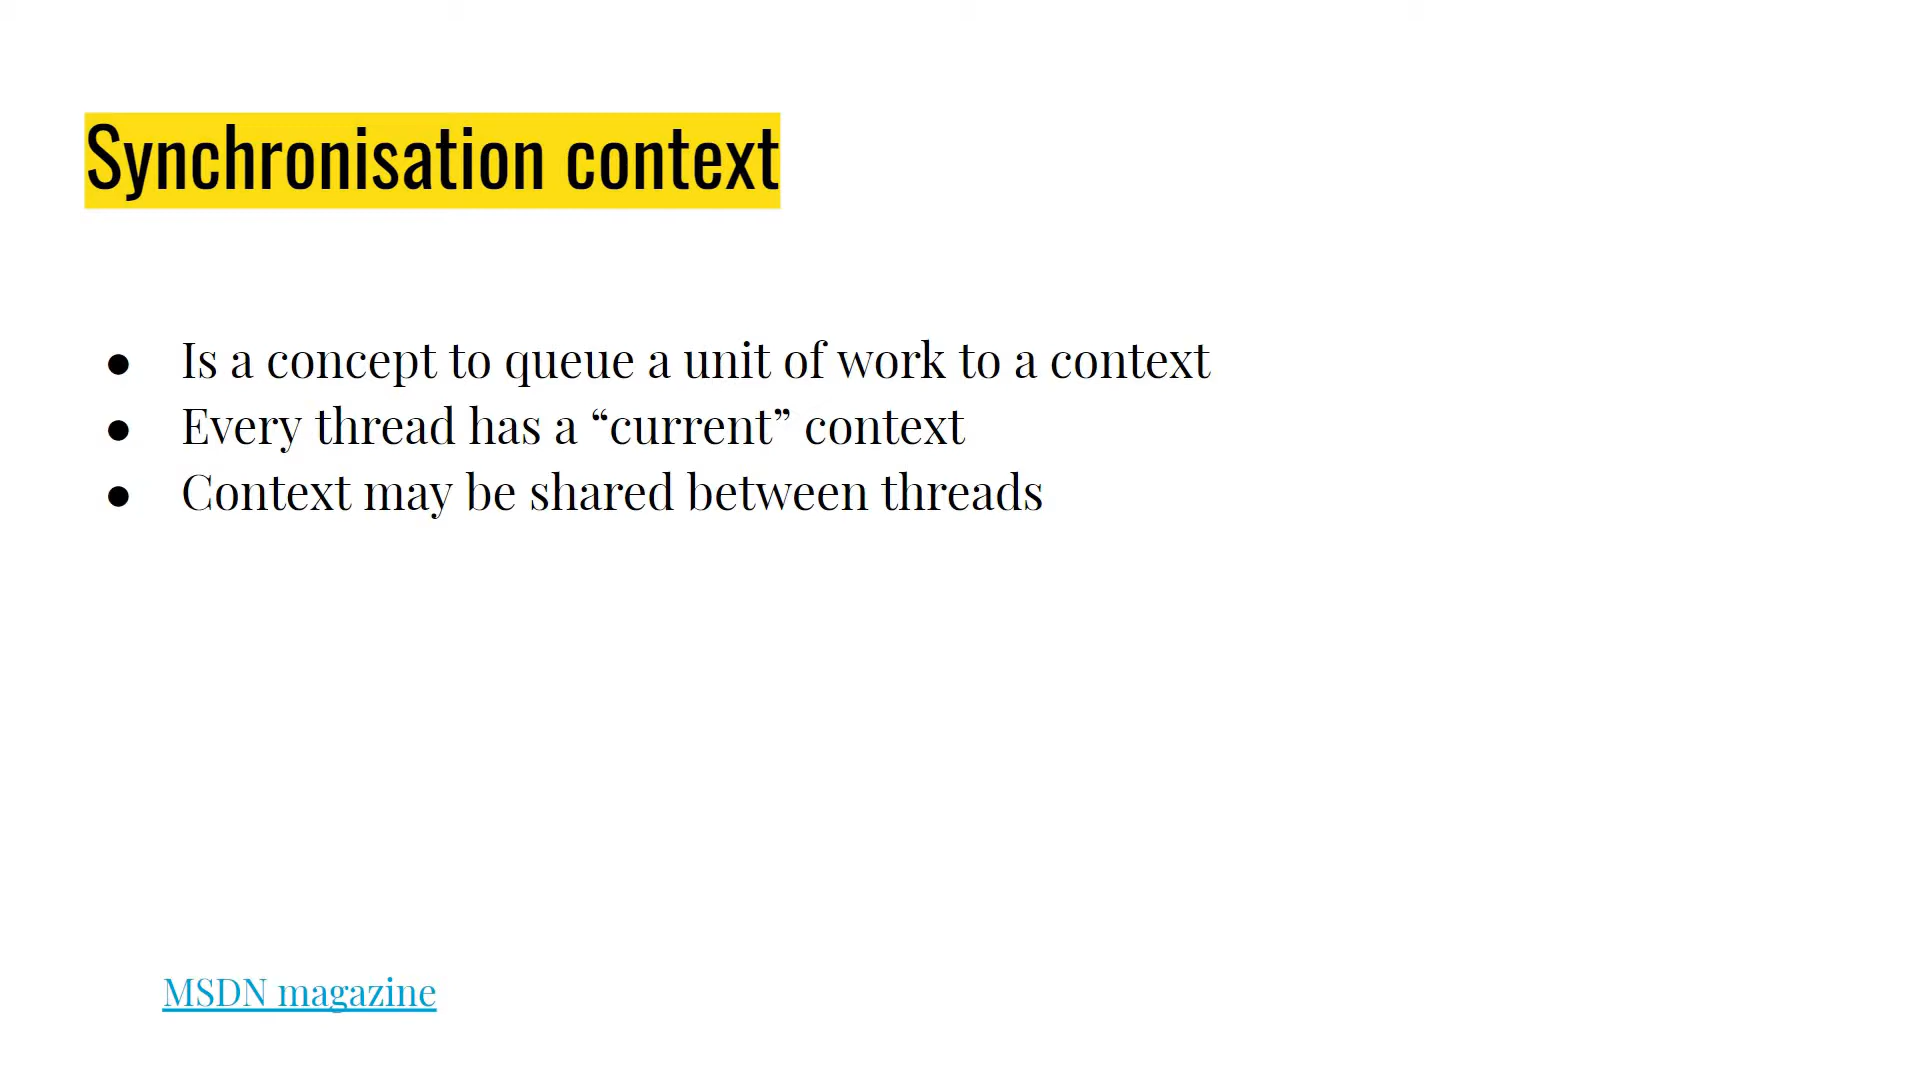 Synchronisation context
● Is a concept to queue a unit of work to a context
● Every thread has a “current” context
● Context may be shared between threads
MSDN magazine